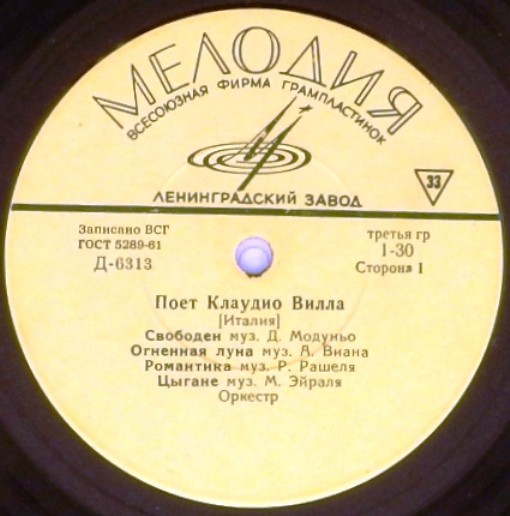 МЕЛОДИЯ
ВСЕСОЮЗНАЯ ФИРМА ГРАМПЛАСТИНОК
ЛЕНИНГРАДСКИЙ ЗАВОД
33
Записано ВСГ
ГОСТ 5289-61
Д-6313
третья гр
1-30
Сторона 1
Поет Клаудио Вилла
[Италия]
Свободен муз. Д. Модуньо
Огненная луна муз. А. Виана
Романтика муз. Р. Рашеля
Цыгане муз. М. Эйраля
Оркестр